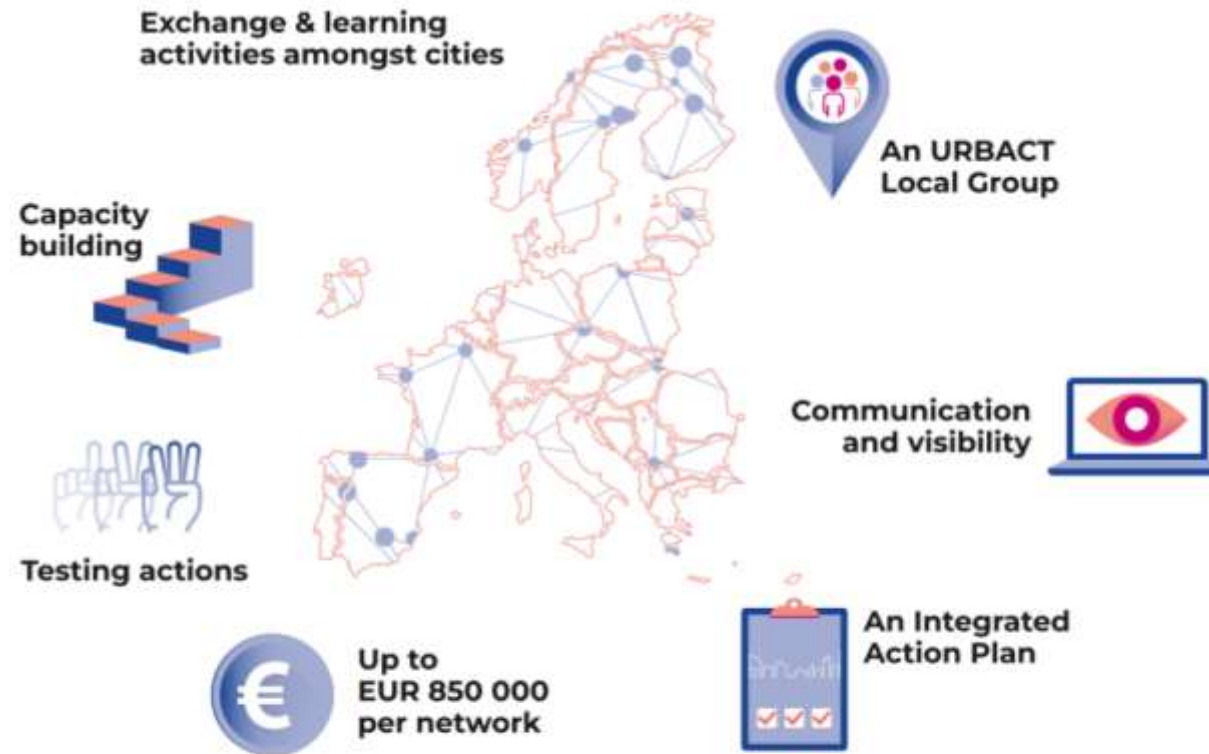 Exchange & learning
activities amongst cities
An URBACT
Local Group
Capacity
building
Communication
and visibility
Testing actions
An Integrated
Action Plan
€
Up to
EUR 850 000
per network